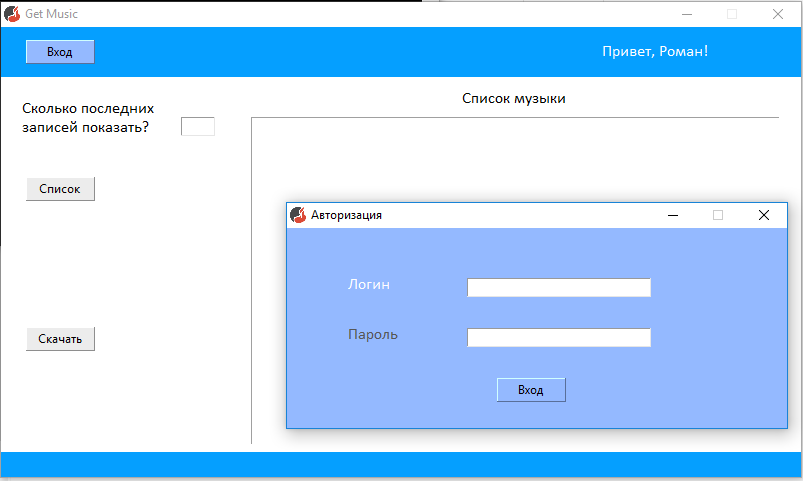 Get Music
Вход
Привет, Роман!
Сколько последних
записей показать?
Список музыки
Список
Авторизация
Логин
Пароль
Вход
Скачать